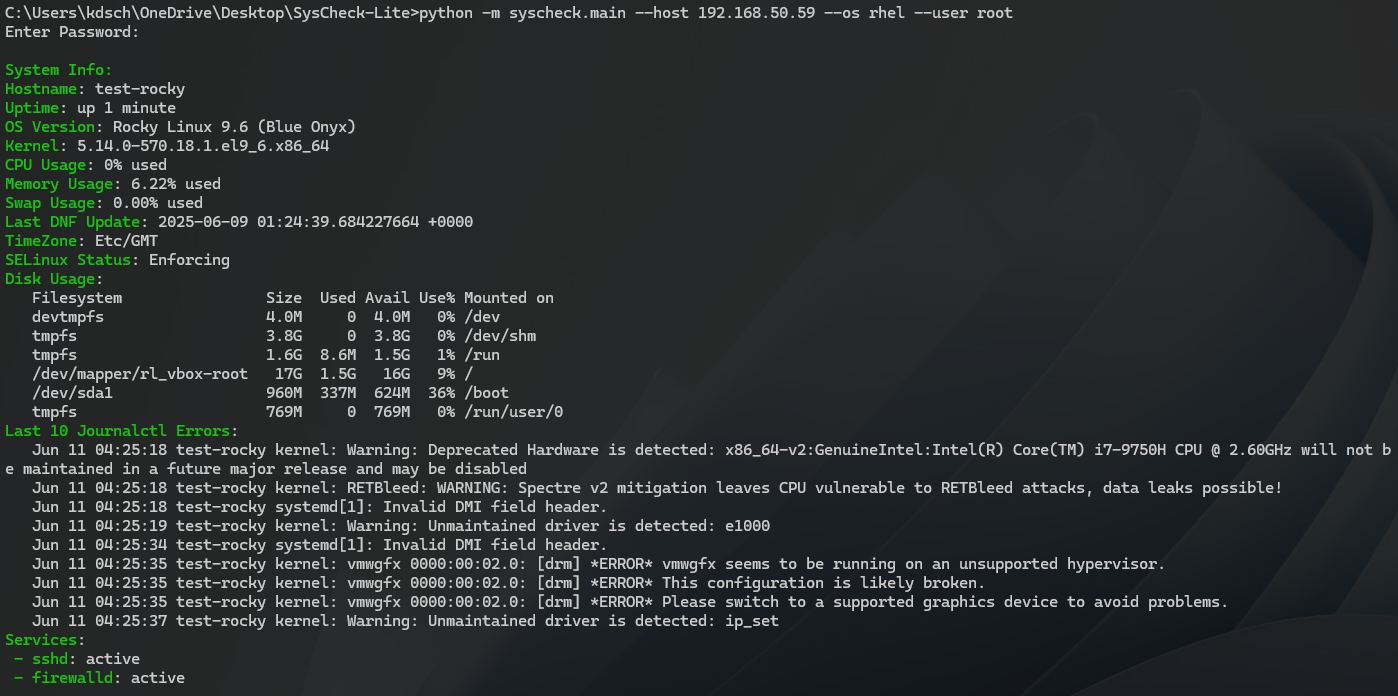 C:\Users\kdsch\OneDrive\Desktop\SysCheck-Lite>python -m syscheck.main --host 192.168.50.59 --os rhel --user root
Enter Password:

System Info:
Hostname: test-rocky
Uptime: up 1 minute
OS Version: Rocky Linux 9.6 (Blue Onyx)
Kernel: 5.14.0-570.18.1.el9_6.x86_64
CPU Usage: 0% used
Memory Usage: 6.22% used
Swap Usage: 0.00% used
Last DNF Update: 2025-06-09 01:24:39.684227664 +0000
TimeZone: Etc/GMT
SELinux Status: Enforcing
Disk Usage:
   Filesystem                Size  Used Avail Use% Mounted on
   devtmpfs                  4.0M     0  4.0M   0% /dev
   tmpfs                     3.8G     0  3.8G   0% /dev/shm
   tmpfs                     1.6G  8.6M  1.5G   1% /run
   /dev/mapper/rl_vbox-root   17G  1.5G   16G   9% /
   /dev/sda1                 960M  337M  624M  36% /boot
   tmpfs                     769M     0  769M   0% /run/user/0
Last 10 Journalctl Errors:
   Jun 11 04:25:18 test-rocky kernel: Warning: Deprecated Hardware is detected: x86_64-v2:GenuineIntel:Intel(R) Core(TM) i7-9750H CPU @ 2.60GHz will not b
e maintained in a future major release and may be disabled
   Jun 11 04:25:18 test-rocky kernel: RETBleed: WARNING: Spectre v2 mitigation leaves CPU vulnerable to RETBleed attacks, data leaks possible!
   Jun 11 04:25:18 test-rocky systemd[1]: Invalid DMI field header.
   Jun 11 04:25:19 test-rocky kernel: Warning: Unmaintained driver is detected: e1000
   Jun 11 04:25:34 test-rocky systemd[1]: Invalid DMI field header.
   Jun 11 04:25:35 test-rocky kernel: vmwgfx 0000:00:02.0: [drm] *ERROR* vmwgfx seems to be running on an unsupported hypervisor.
   Jun 11 04:25:35 test-rocky kernel: vmwgfx 0000:00:02.0: [drm] *ERROR* This configuration is likely broken.
   Jun 11 04:25:35 test-rocky kernel: vmwgfx 0000:00:02.0: [drm] *ERROR* Please switch to a supported graphics device to avoid problems.
   Jun 11 04:25:37 test-rocky kernel: Warning: Unmaintained driver is detected: ip_set
Services:
 - sshd: active
 - firewalld: active